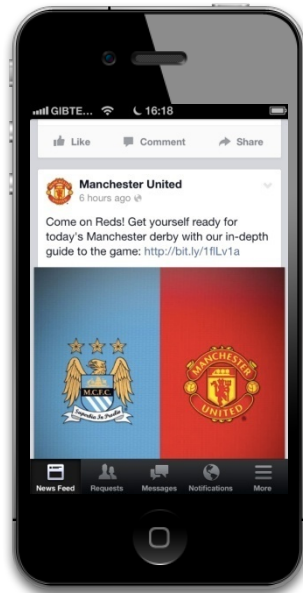 GIBTE... 16:18
Like Comment Share
Manchester United
6 hours ago
Come on Reds! Get yourself ready for
today's Manchester derby with our in-depth
guide to the game: http://bit.ly/1flLv1a
M.C.F.C.
Superbia In Proelia
MANCHESTER
UNITED
News Feed Requests Messages Notifications More